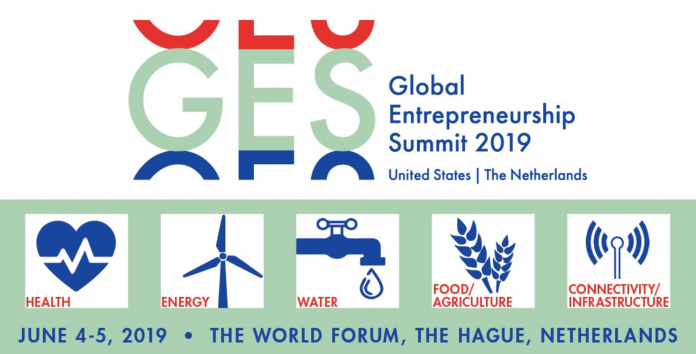 GES
Global
Entrepreneurship
Summit 2019
United States | The Netherlands
HEALTH
ENERGY
WATER
FOOD/
AGRICULTURE
CONNECTIVITY/
INFRASTRUCTURE
JUNE 4-5, 2019 • THE WORLD FORUM, THE HAGUE, NETHERLANDS